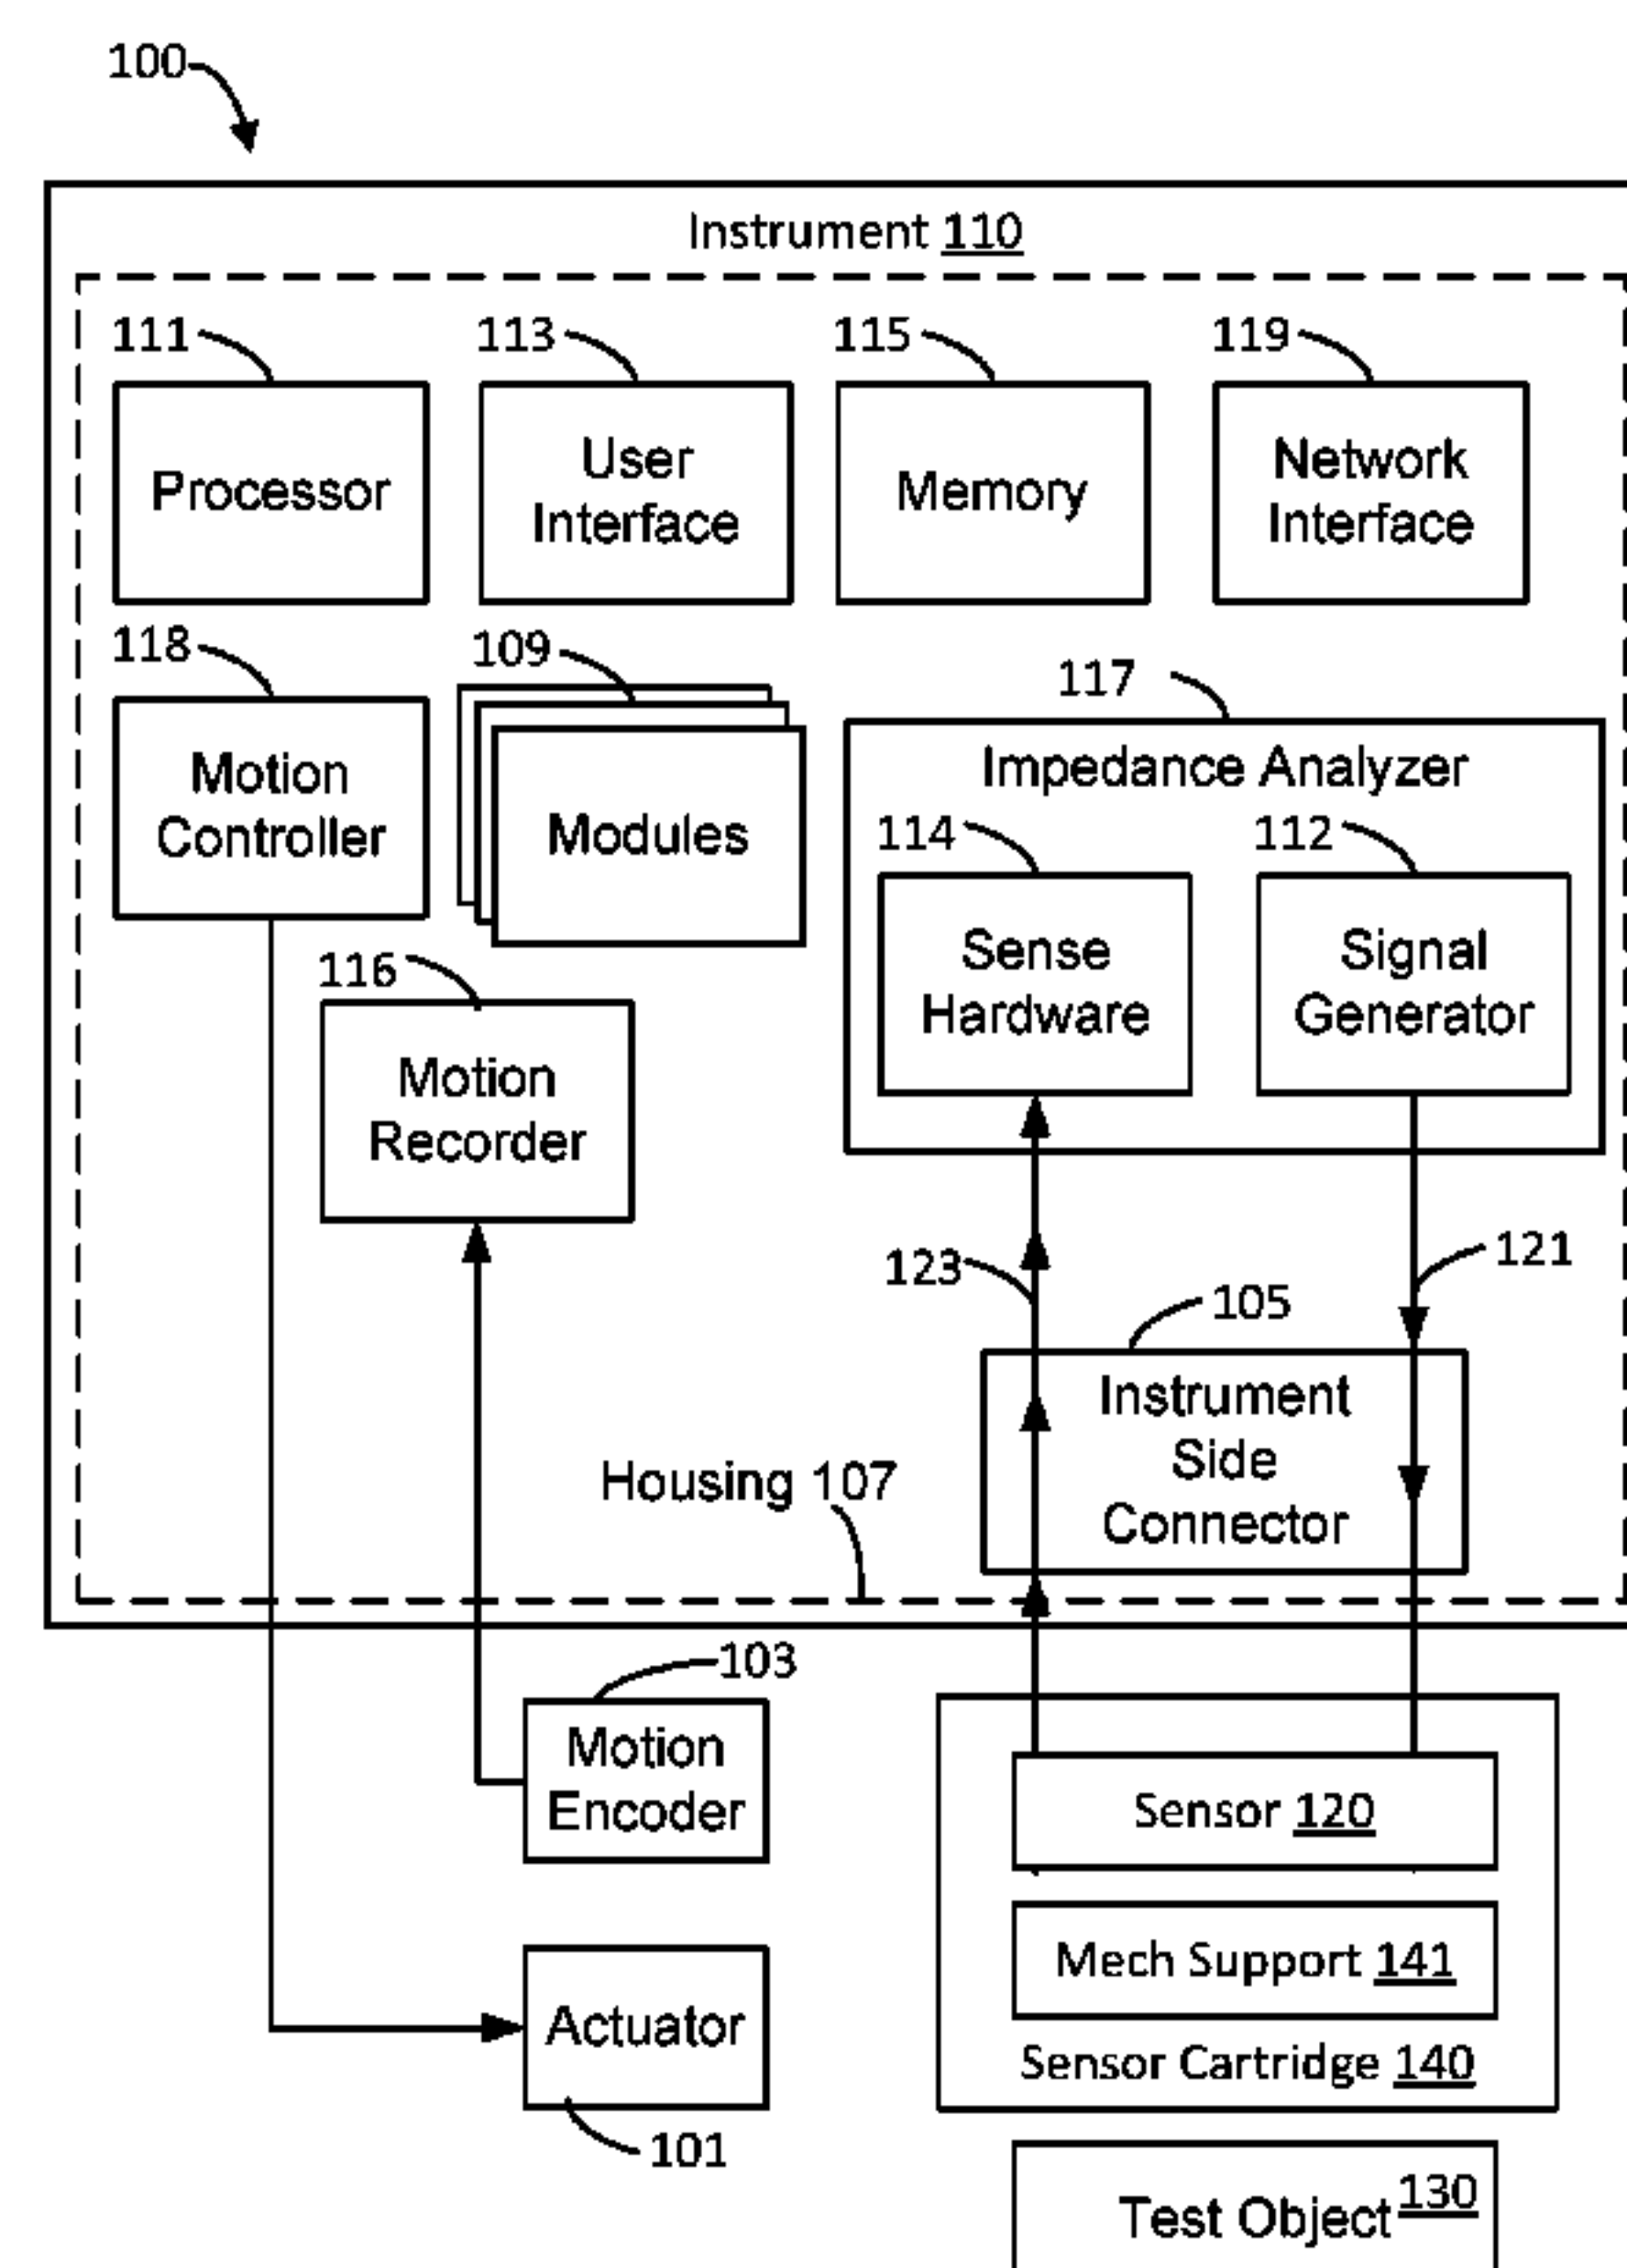 100
Instrument 110
111
113
115
119
Processor
User
Interface
Memory
Network
Interface
118
109
117
Motion
Controller
Modules
Impedance Analyzer
114
112
Sense
Hardware
Signal
Generator
116
Motion
Recorder
123
121
105
Instrument
Side
Connector
Housing 107
103
Motion
Encoder
Sensor 120
Mech Support 141
Sensor Cartridge 140
Actuator
101
Test Object 130